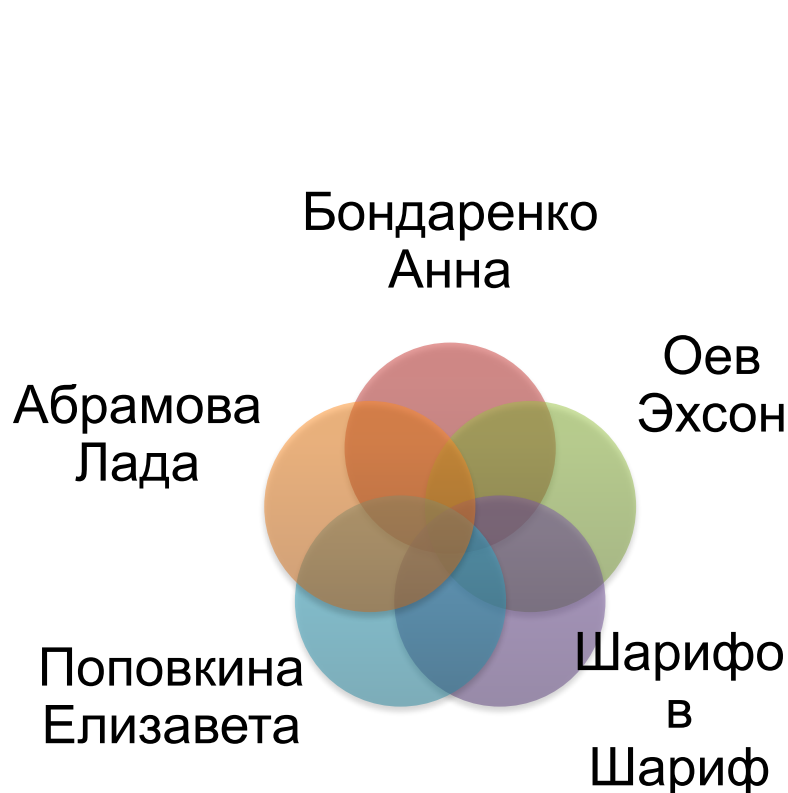 Бондаренко
Анна
Оев
Эхсон
Абрамова
Лада
Шарифо
в
Шариф
Поповкина
Елизавета